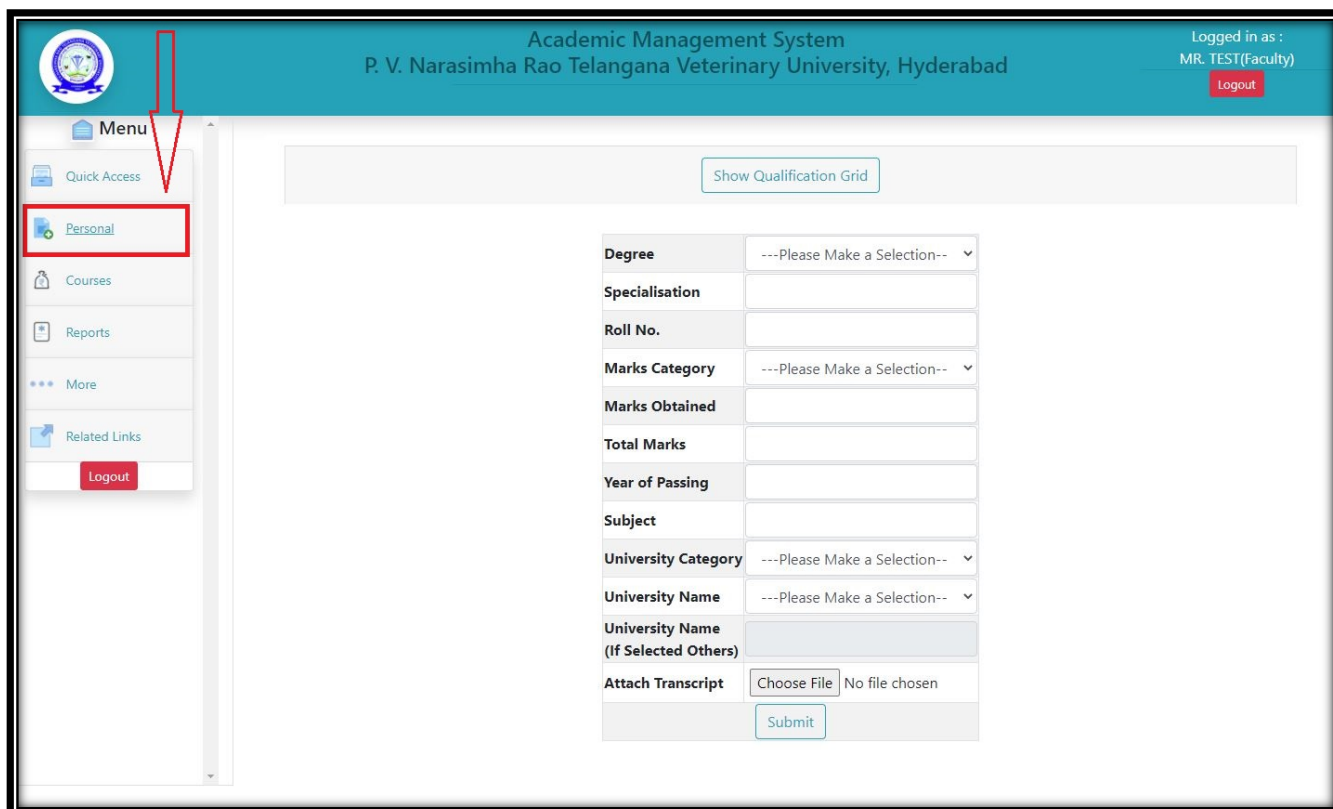 Academic Management System
P. V. Narasimha Rao Telangana Veterinary University, Hyderabad
Logged in as :
MR. TEST(Faculty)
Logout
Menu
Quick Access
Personal
Courses
Reports
More
Related Links
Logout
Show Qualification Grid
Degree ---Please Make a Selection--
Specialisation
Roll No.
Marks Category ---Please Make a Selection--
Marks Obtained
Total Marks
Year of Passing
Subject
University Category ---Please Make a Selection--
University Name ---Please Make a Selection--
University Name
(If Selected Others)
Attach Transcript Choose File No file chosen
Submit